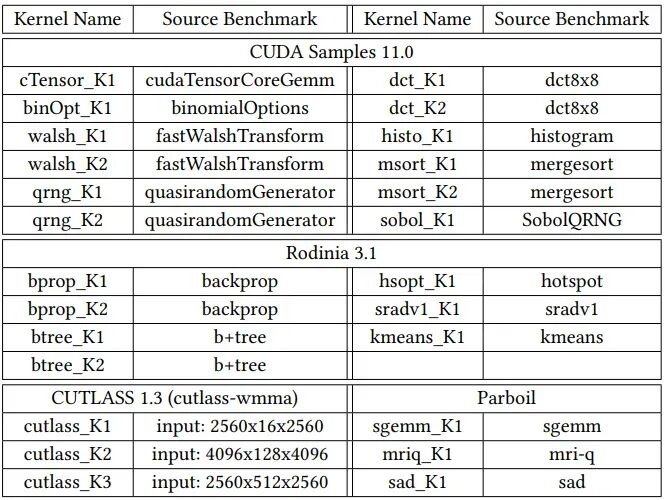 Kernel Name Source Benchmark Kernel Name Source Benchmark
CUDA Samples 11.0
cTensor_K1 cudaTensorCoreGemm dct_K1 dct8x8
binOpt_K1 binomialOptions dct_K2 dct8x8
walsh_K1 fastWalshTransform histo_K1 histogram
walsh_K2 fastWalshTransform msort_K1 mergesort
qrng_K1 quasirandomGenerator msort_K2 mergesort
qrng_K2 quasirandomGenerator sobol_K1 SobolQRNG
Rodinia 3.1
bprop_K1 backprop hsopt_K1 hotspot
bprop_K2 backprop sradv1_K1 sradv1
btree_K1 b+tree kmeans_K1 kmeans
btree_K2 b+tree
CUTLASS 1.3 (cutlass-wmma) Parboil
cutlass_K1 input: 2560x16x2560 sgemm_K1 sgemm
cutlass_K2 input: 4096x128x4096 mriq_K1 mri-q
cutlass_K3 input: 2560x512x2560 sad_K1 sad